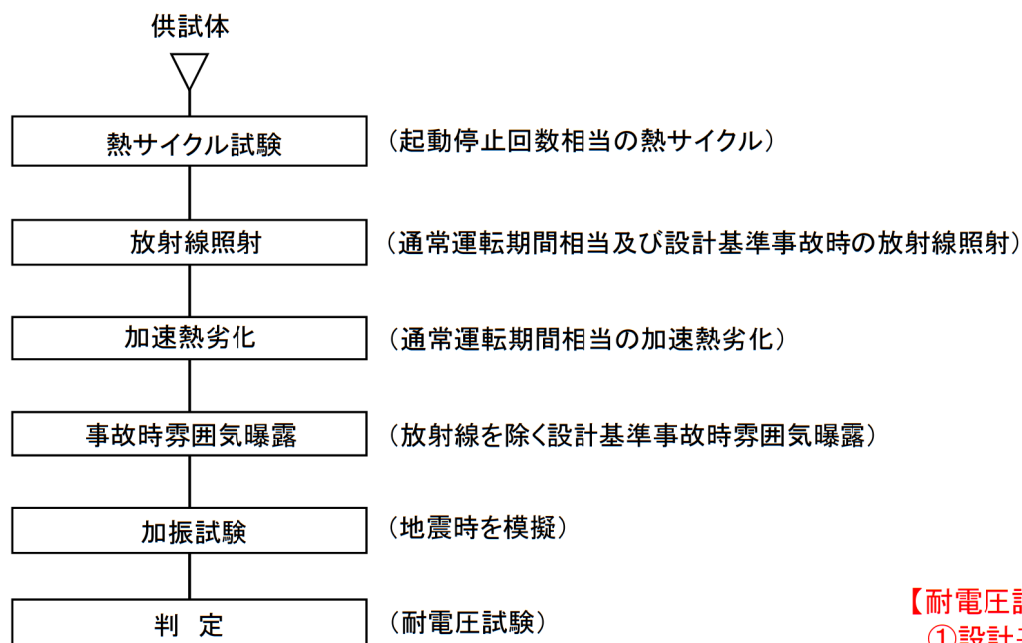 供試体
熱サイクル試験 (起動停止回数相当の熱サイクル)
放射線照射 (通常運転期間相当及び設計基準事故時の放射線照射)
加速熱劣化 (通常運転期間相当の加速熱劣化)
事故時雰囲気曝露 (放射線を除く設計基準事故時雰囲気曝露)
加振試験 (地震時を模擬)
判 定 (耐電圧試験)
【耐電圧試
①設計